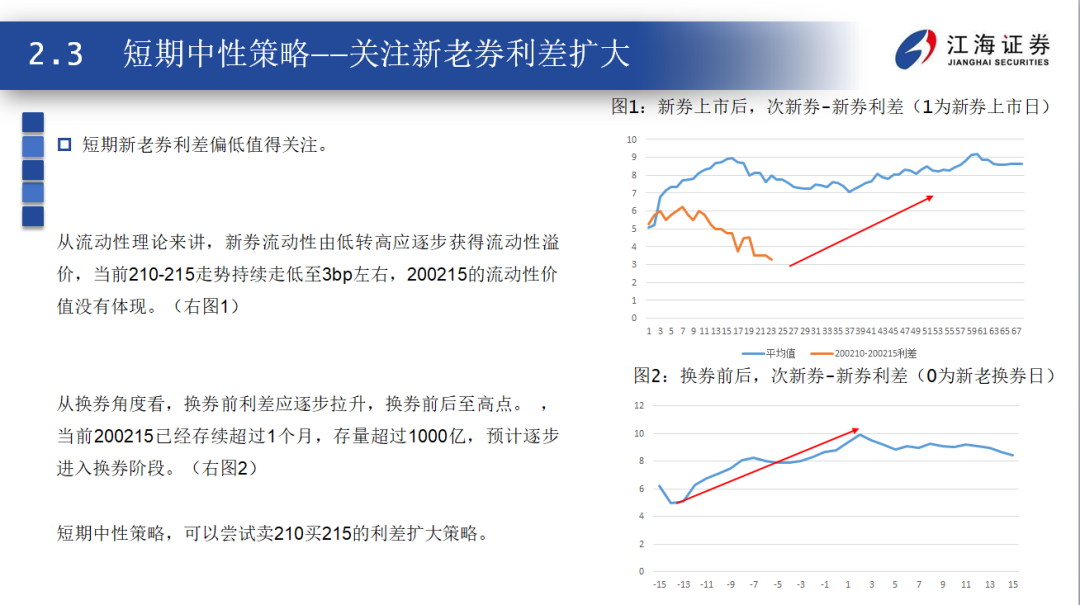 2.3 短期中性策略——关注新老券利差扩大
江海证券
JIANGHAI SECURITIES
短期新老券利差偏低值得关注。
从流动性理论来讲，新券流动性由低转高应逐步获得流动性溢
价，当前210-215走势持续走低至3bp左右，200215的流动性价
值没有体现。（右图1）
从换券角度看，换券前利差应逐步拉升，换券前后至高点。 ，
当前200215已经存续超过1个月，存量超过1000亿，预计逐步
进入换券阶段。（右图2）
短期中性策略，可以尝试卖210买215的利差扩大策略。
图1：新券上市后，次新券-新券利差（1为新券上市日）
10
9
8
7
6
5
4
3
2
1
0
1 3 5 7 9 11 13 15 17 19 21 23 25 27 29 31 33 35 37 39 41 43 45 47 49 51 53 55 57 59 61 63 65 67
平均值 200210-200215利差
图2：换券前后，次新券-新券利差（0为新老换券日）
12
10
8
6
4
2
0
-15 -13 -11 -9 -7 -5 -3 -1 1 3 5 7 9 11 13 15